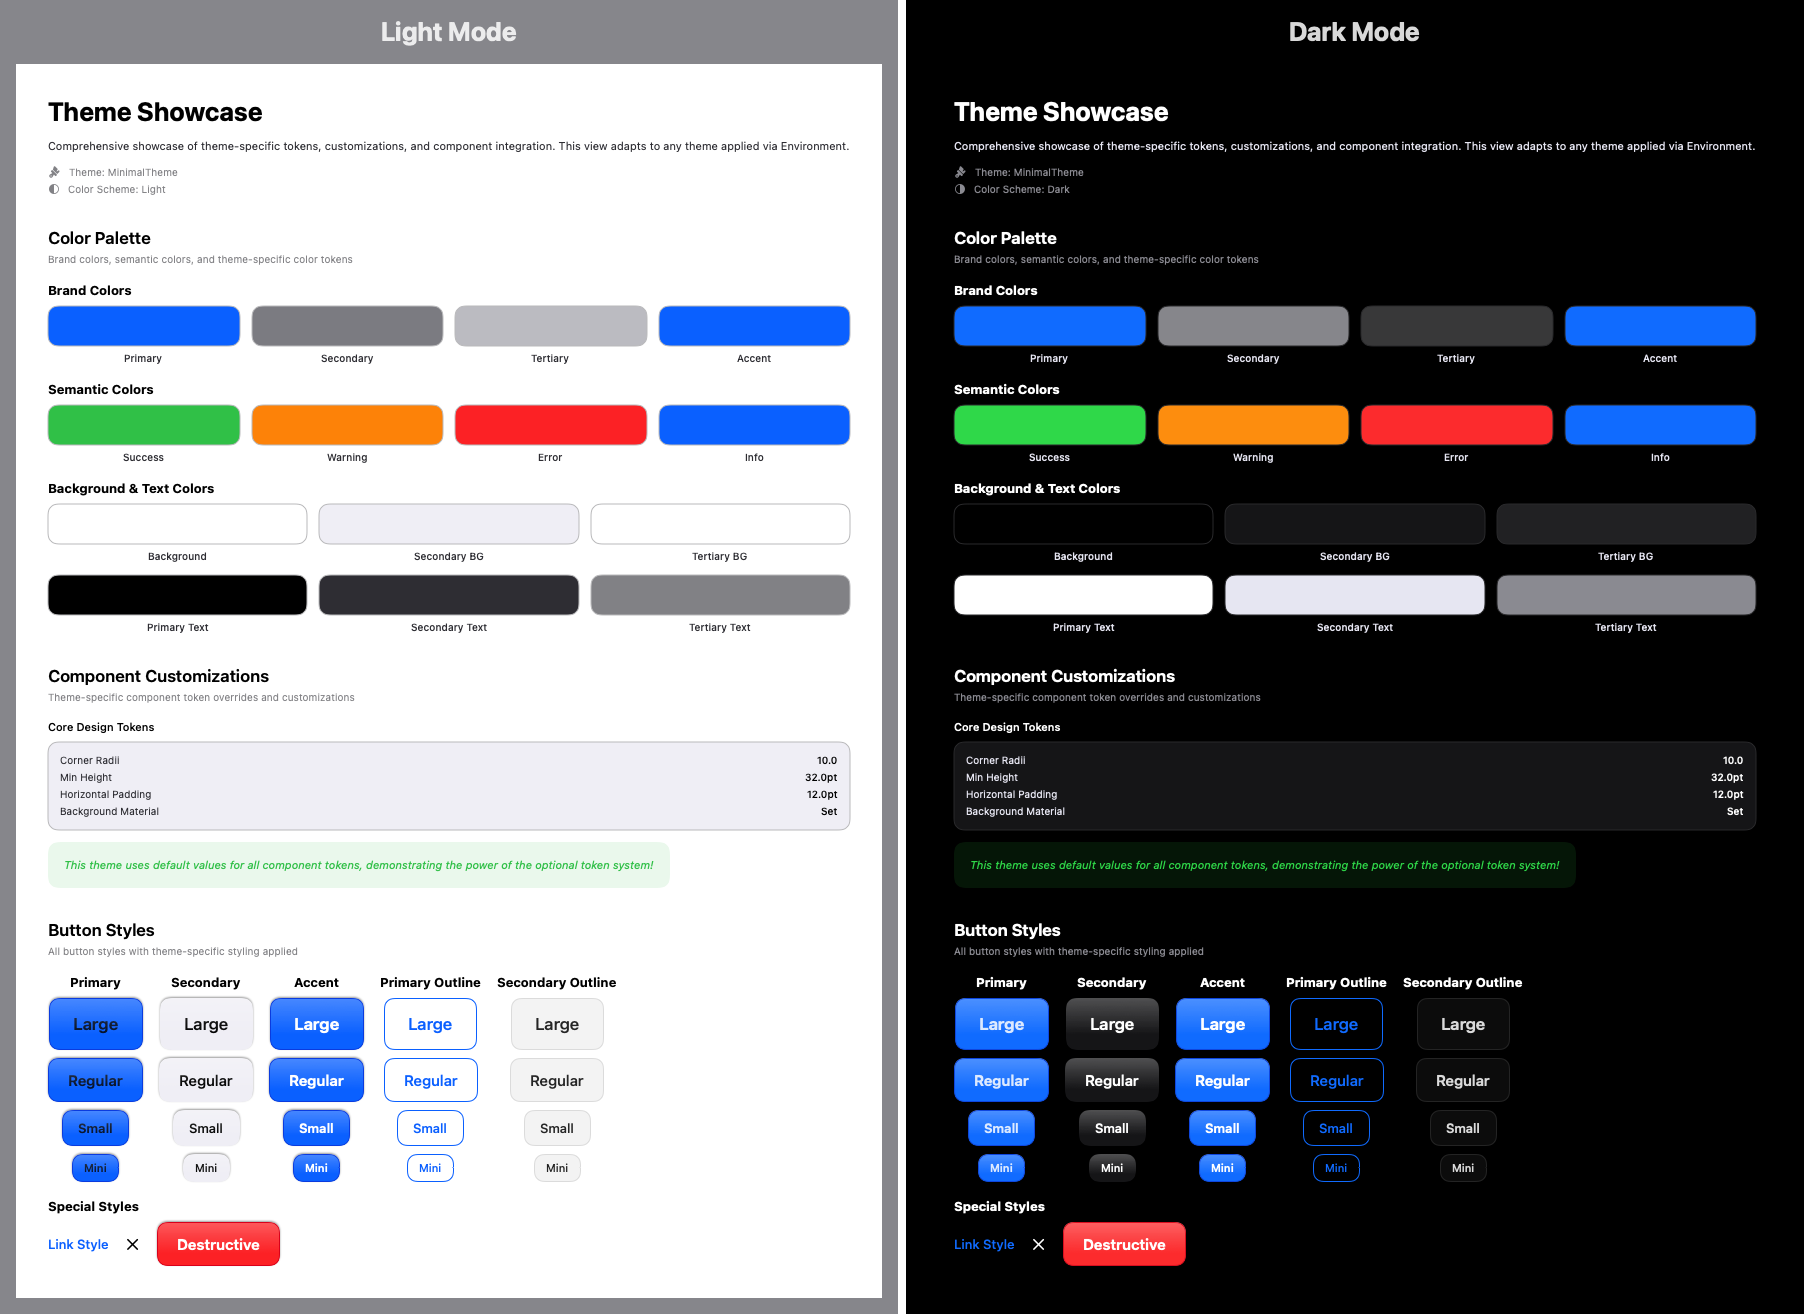 Light Mode
Theme Showcase
Comprehensive showcase of theme-specific tokens, customizations, and component integration. This view adapts to any theme applied via Environment.
Theme: MinimalTheme
Color Scheme: Light
Color Palette
Brand colors, semantic colors, and theme-specific color tokens
Brand Colors
Primary Secondary Tertiary Accent
Semantic Colors
Success Warning Error Info
Background & Text Colors
Background Secondary BG Tertiary BG
Primary Text Secondary Text Tertiary Text
Component Customizations
Theme-specific component token overrides and customizations
Core Design Tokens
Corner Radii 10.0
Min Height 32.0pt
Horizontal Padding 12.0pt
Background Material Set
This theme uses default values for all component tokens, demonstrating the power of the optional token system!
Button Styles
All button styles with theme-specific styling applied
Primary Secondary Accent Primary Outline Secondary Outline
Large Large Large Large Large
Regular Regular Regular Regular Regular
Small Small Small Small Small
Mini Mini Mini Mini Mini
Special Styles
Link Style Destructive
Dark Mode
Theme Showcase
Comprehensive showcase of theme-specific tokens, customizations, and component integration. This view adapts to any theme applied via Environment.
Theme: MinimalTheme
Color Scheme: Dark
Color Palette
Brand colors, semantic colors, and theme-specific color tokens
Brand Colors
Primary Secondary Tertiary Accent
Semantic Colors
Success Warning Error Info
Background & Text Colors
Background Secondary BG Tertiary BG
Primary Text Secondary Text Tertiary Text
Component Customizations
Theme-specific component token overrides and customizations
Core Design Tokens
Corner Radii 10.0
Min Height 32.0pt
Horizontal Padding 12.0pt
Background Material Set
This theme uses default values for all component tokens, demonstrating the power of the optional token system!
Button Styles
All button styles with theme-specific styling applied
Primary Secondary Accent Primary Outline Secondary Outline
Large Large Large Large Large
Regular Regular Regular Regular Regular
Small Small Small Small Small
Mini Mini Mini Mini Mini
Special Styles
Link Style Destructive